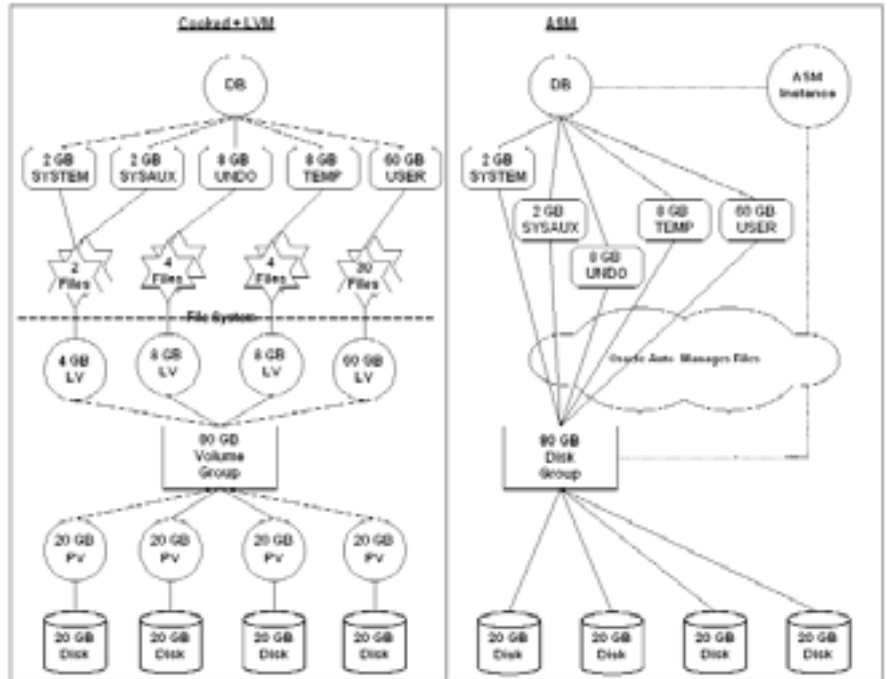 Cooked + LVM
DB
2 GB
SYSTEM
2 GB
SYSAUX
8 GB
UNDO
8 GB
TEMP
60 GB
USER
2
Files
4
Files
4
Files
30
Files
File System
4 GB
LV
8 GB
LV
8 GB
LV
60 GB
LV
80 GB
Volume
Group
20 GB
PV
20 GB
PV
20 GB
PV
20 GB
PV
20 GB
Disk
20 GB
Disk
20 GB
Disk
20 GB
Disk
ASM
DB
ASM
Instance
2 GB
SYSTEM
2 GB
SYSAUX
8 GB
UNDO
8 GB
TEMP
60 GB
USER
Oracle Auto Manages Files
80 GB
Disk
Group
20 GB
Disk
20 GB
Disk
20 GB
Disk
20 GB
Disk